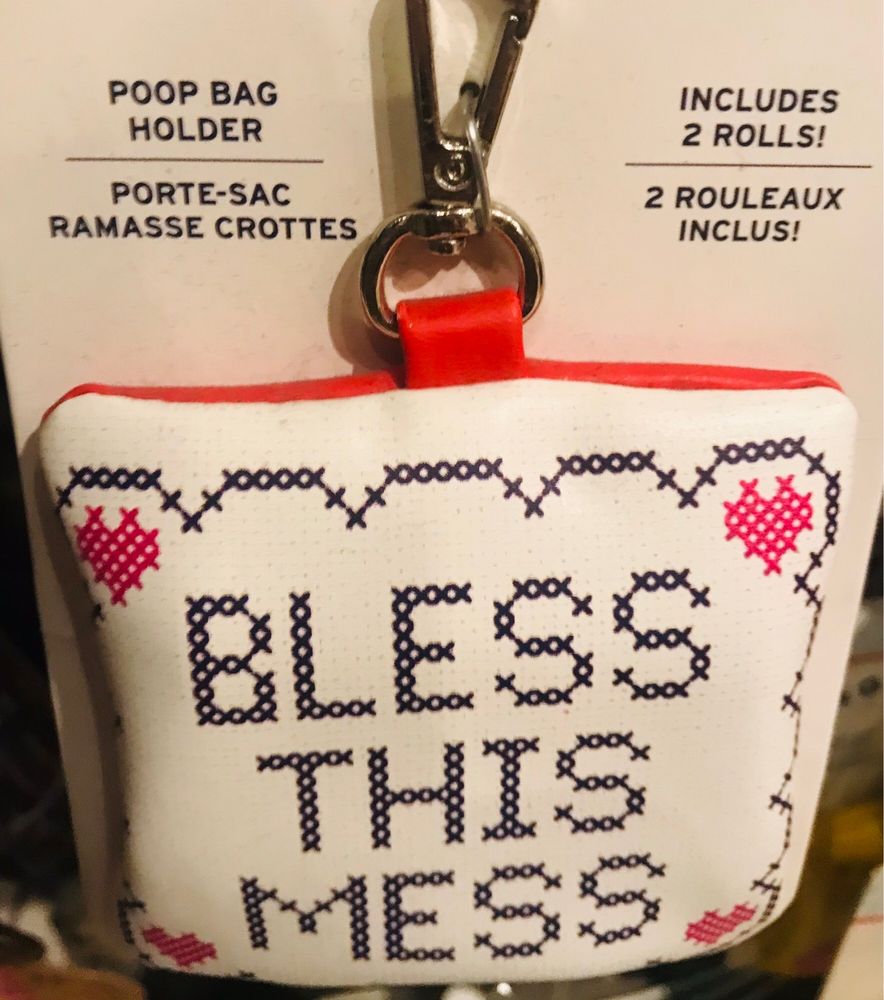 POOP BAG
HOLDER
PORTE-SAC
RAMASSE CROTTES
INCLUDES
2 ROLLS!
2 ROULEAUX
INCLUS!
BLESS
THIS
MESS